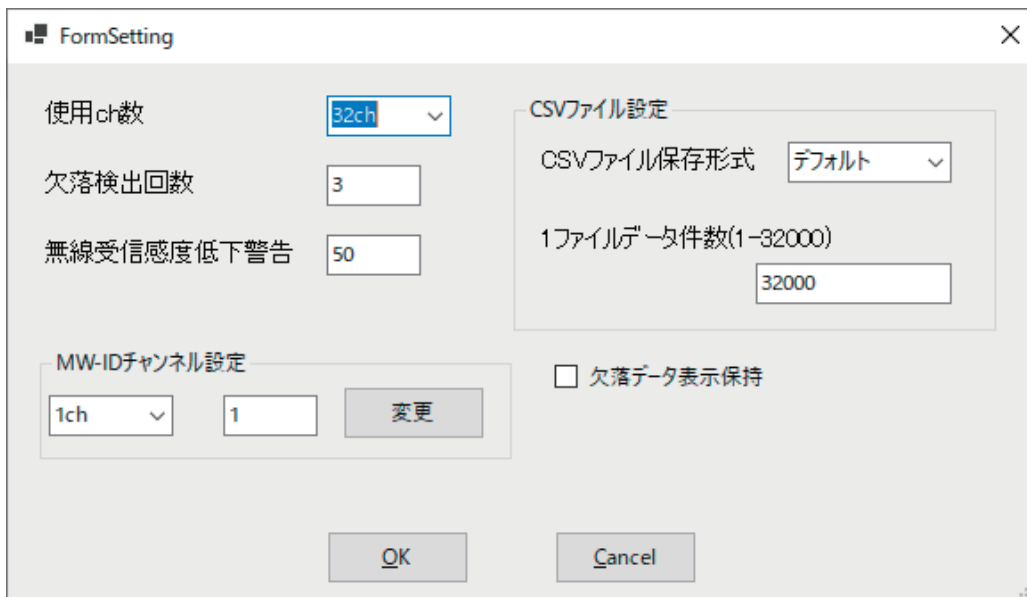 FormSetting
使用ch数
32ch
欠落検出回数
3
無線受信感度低下警告
50
CSVファイル設定
CSVファイル保存形式
デフォルト
1ファイルデータ件数(1-32000)
32000
MW-IDチャンネル設定
1ch
1
変更
欠落データ表示保持
OK
Cancel